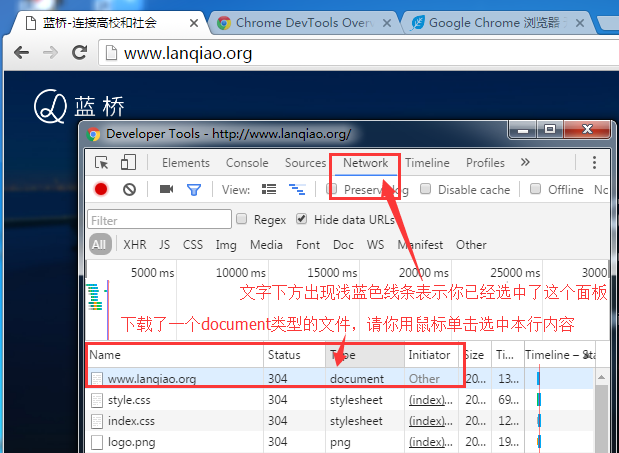 蓝桥-连接高校和社会
Chrome DevTools Over
Google Chrome 浏览器
www.lanqiao.org
蓝桥
Developer Tools - http://www.lanqiao.org/
Elements Console Sources Network Timeline Profiles »
View: Preserve log Disable cache Offline Nc
Filter Regex Hide data URLs
All XHR JS CSS Img Media Font Doc WS Manifest Other
5000 ms 10000 ms 15000 ms 20000 ms 25000 ms 3000
文字下方出现浅蓝色线条表示你已经选中了这个面板
下载了一个document类型的文件，请你用鼠标单击选中本行内容
Name Status Type Initiator Size Ti... Timeline – Sta
www.lanqiao.org 304 document Other 20... 13...
style.css 304 stylesheet (index)... 20... 69...
index.css 304 stylesheet (index)... 20... 12...
logo.png 304 png (index)... 20... 19...